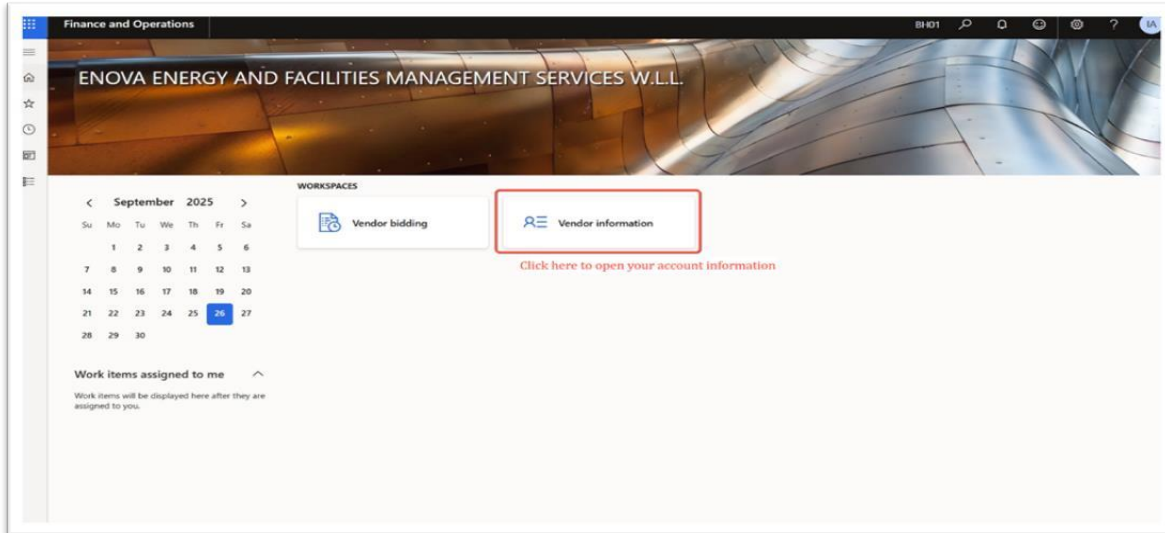 Finance and Operations
BH01
?
IA
ENOVA ENERGY AND FACILITIES MANAGEMENT SERVICES W.L.L.
WORKSPACES
Vendor bidding
Vendor information
Click here to open your account information
< September 2025 >
Su Mo Tu We Th Fr Sa
1 2 3 4 5 6
7 8 9 10 11 12 13
14 15 16 17 18 19 20
21 22 23 24 25 26 27
28 29 30
Work items assigned to me
Work items will be displayed here after they are
assigned to you.